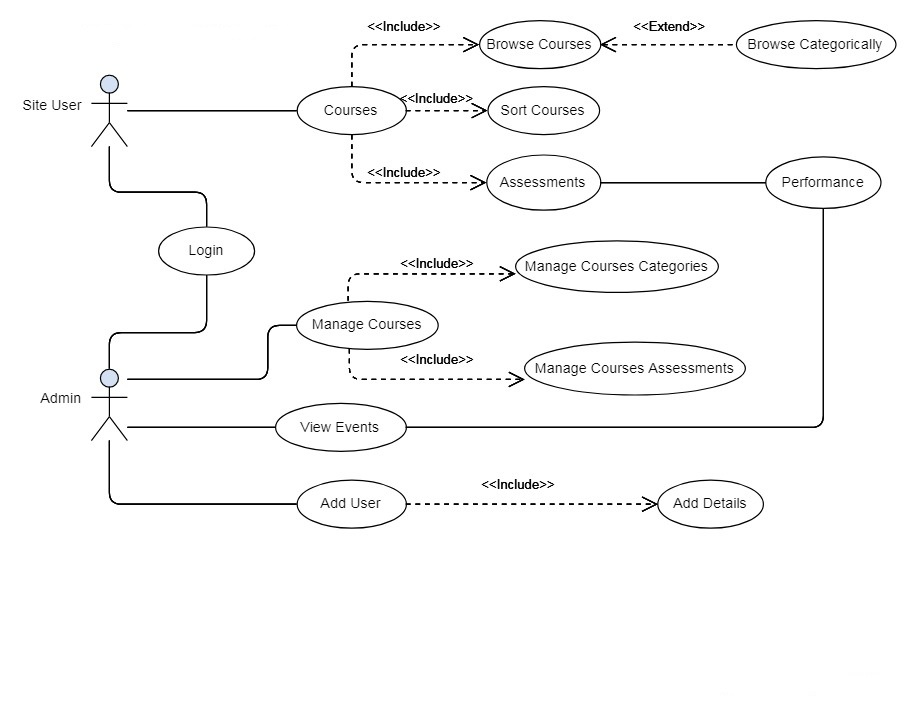 <<Include>>
<<Extend>>
Browse Courses
Browse Categorically
Site User
Courses
<<Include>>
Sort Courses
<<Include>>
Assessments
Performance
Login
<<Include>>
Manage Courses Categories
Manage Courses
<<Include>>
Manage Courses Assessments
Admin
View Events
<<Include>>
Add User
Add Details